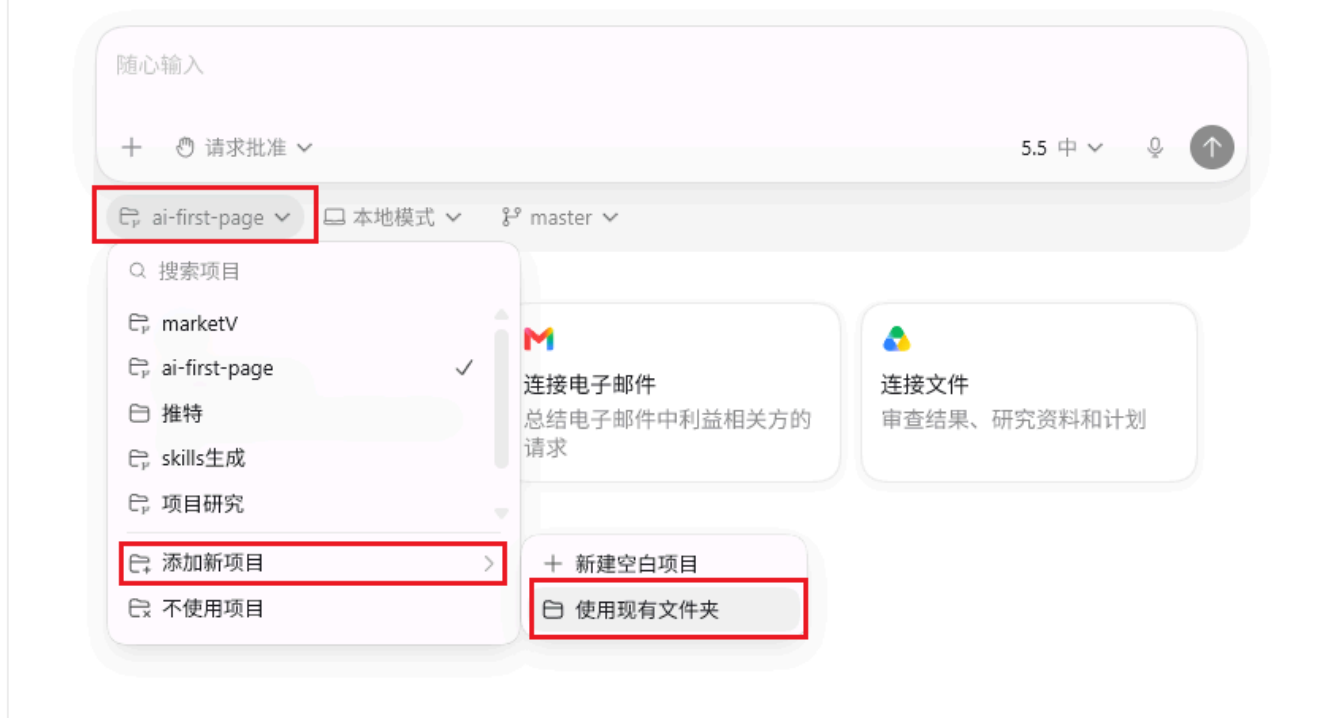 随心输入
请求批准
5.5 中
ai-first-page
本地模式
master
搜索项目
marketV
ai-first-page
推特
skills生成
项目研究
添加新项目
不使用项目
新建空白项目
使用现有文件夹
连接电子邮件
总结电子邮件中利益相关方的
请求
连接文件
审查结果、研究资料和计划